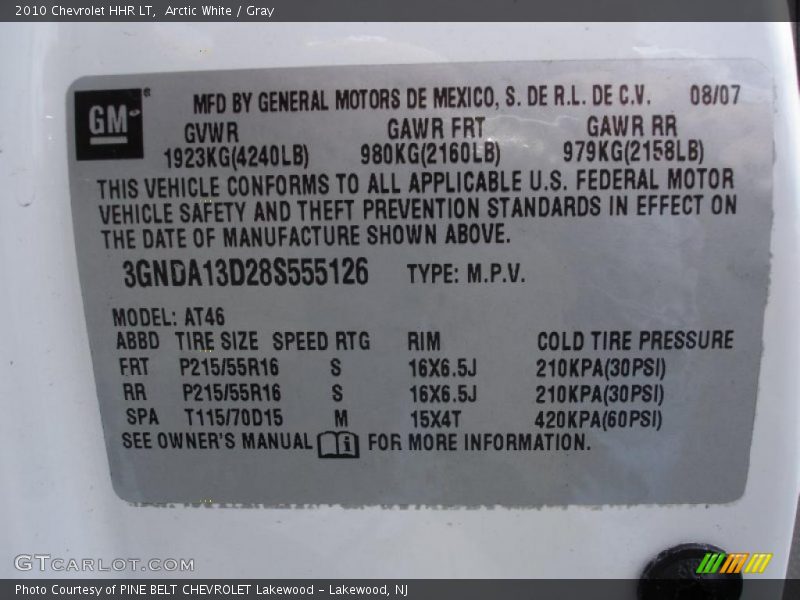 2010 Chevrolet HHR LT, Arctic White / Gray
GM®
MFD BY GENERAL MOTORS DE MEXICO, S. DE R.L. DE C.V. 08/07
GVWR GAWR FRT GAWR RR
1923KG(4240LB) 980KG(2160LB) 979KG(2158LB)
THIS VEHICLE CONFORMS TO ALL APPLICABLE U.S. FEDERAL MOTOR
VEHICLE SAFETY AND THEFT PREVENTION STANDARDS IN EFFECT ON
THE DATE OF MANUFACTURE SHOWN ABOVE.
3GNDA13D28S555126 TYPE: M.P.V.
MODEL: AT46
ABBD TIRE SIZE SPEED RTG RIM COLD TIRE PRESSURE
FRT P215/55R16 S 16X6.5J 210KPA(30PSI)
RR P215/55R16 S 16X6.5J 210KPA(30PSI)
SPA T115/70D15 M 15X4T 420KPA(60PSI)
SEE OWNER'S MANUAL i FOR MORE INFORMATION.
GTCARLOT.COM
Photo Courtesy of PINE BELT CHEVROLET Lakewood - Lakewood, NJ